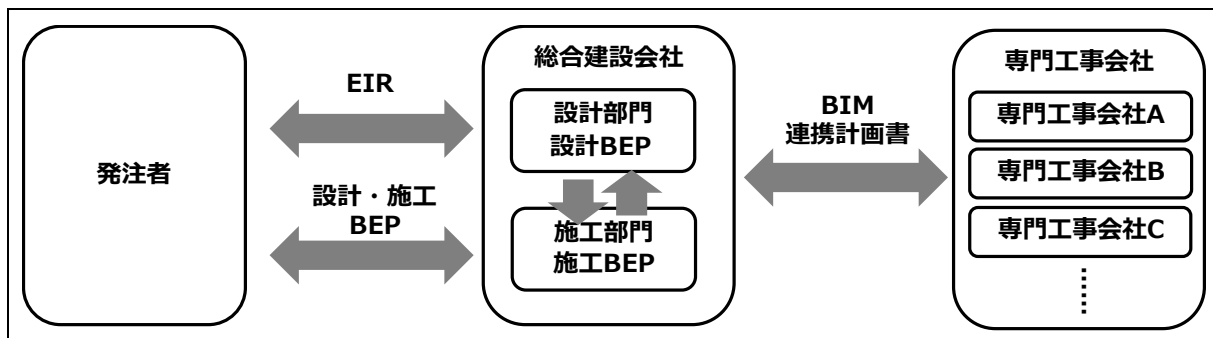 発注者
EIR
設計・施工
BEP
総合建設会社
設計部門
設計BEP
施工部門
施工BEP
BIM
連携計画書
専門工事会社
専門工事会社A
専門工事会社B
専門工事会社C